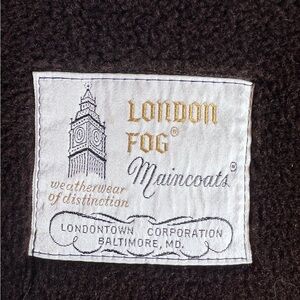 LONDON
FOG®
Maincoats®
weatherwear
of distinction
LONDONTOWN CORPORATION
BALTIMORE, MD.